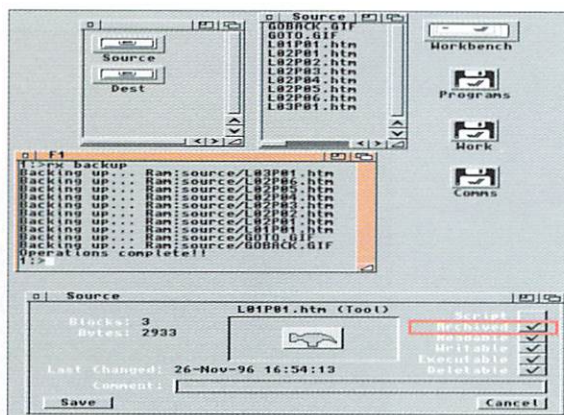 Source
Dest
Source
GOBACK.GIF
GOTO.GIF
L01P01.htm
L02P01.htm
L02P02.htm
L02P03.htm
L02P04.htm
L02P05.htm
L02P06.htm
L03P01.htm
Workbench
Programs
Work
Comms
F1
1:>rx backup
Backing up... Ram:source/L03P01.htm
Backing up... Ram:source/L02P06.htm
Backing up... Ram:source/L02P05.htm
Backing up... Ram:source/L02P04.htm
Backing up... Ram:source/L02P03.htm
Backing up... Ram:source/L02P02.htm
Backing up... Ram:source/L02P01.htm
Backing up... Ram:source/L01P01.htm
Backing up... Ram:source/GOTO.GIF
Backing up... Ram:source/GOBACK.GIF
Operations complete!!
1:>
Source
L01P01.htm (Tool)
Blocks: 3
Bytes: 2933
Script
Archived
Readable
Writable
Executable
Deletable
Last Changed: 26-Nov-96 16:54:13
Comment:
Save
Cancel